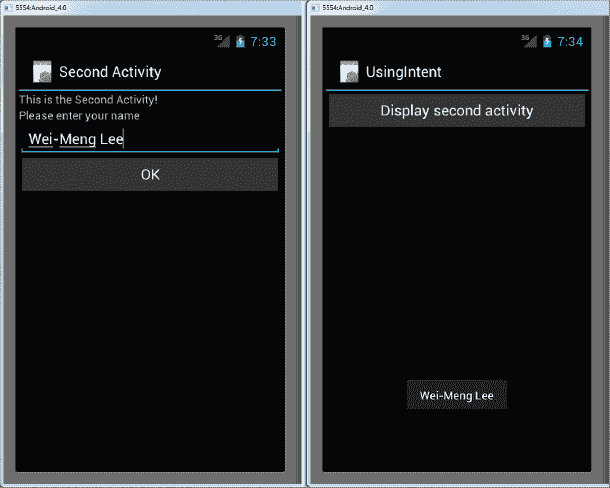 5554:Android_4.0
3G 7:33
Second Activity
This is the Second Activity!
Please enter your name
Wei-Meng Lee
OK
5554:Android_4.0
3G 7:34
UsingIntent
Display second activity
Wei-Meng Lee